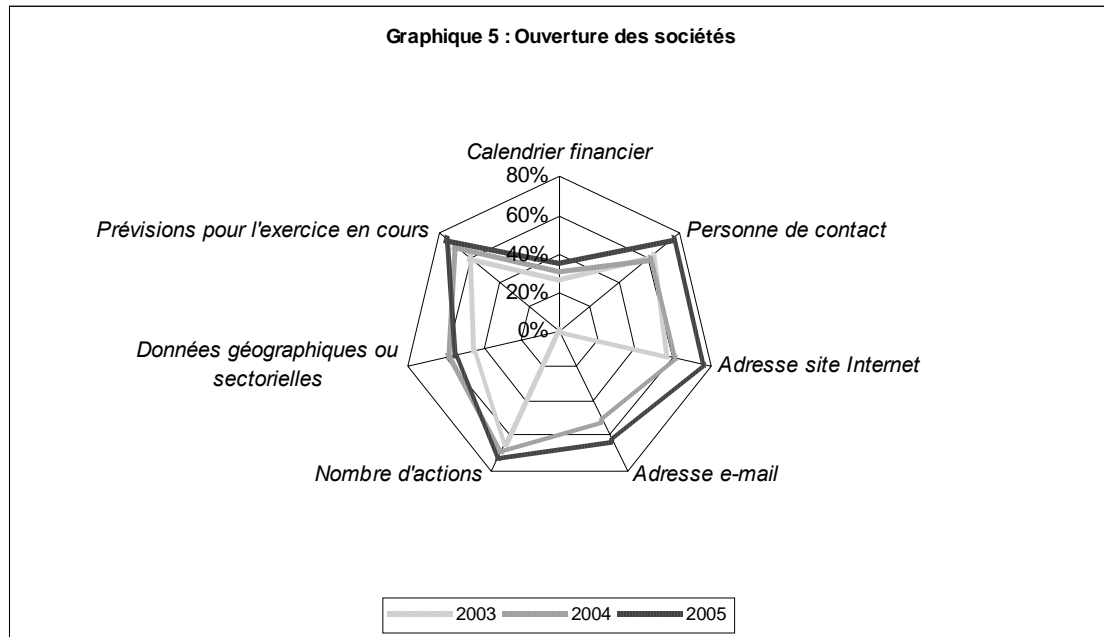 Graphique 5 : Ouverture des sociétés
Calendrier financier
80%
60%
40%
20%
0%
Prévisions pour l'exercice en cours
Personne de contact
Données géographiques ou
sectorielles
Adresse site Internet
Nombre d'actions
Adresse e-mail
2003
2004
2005